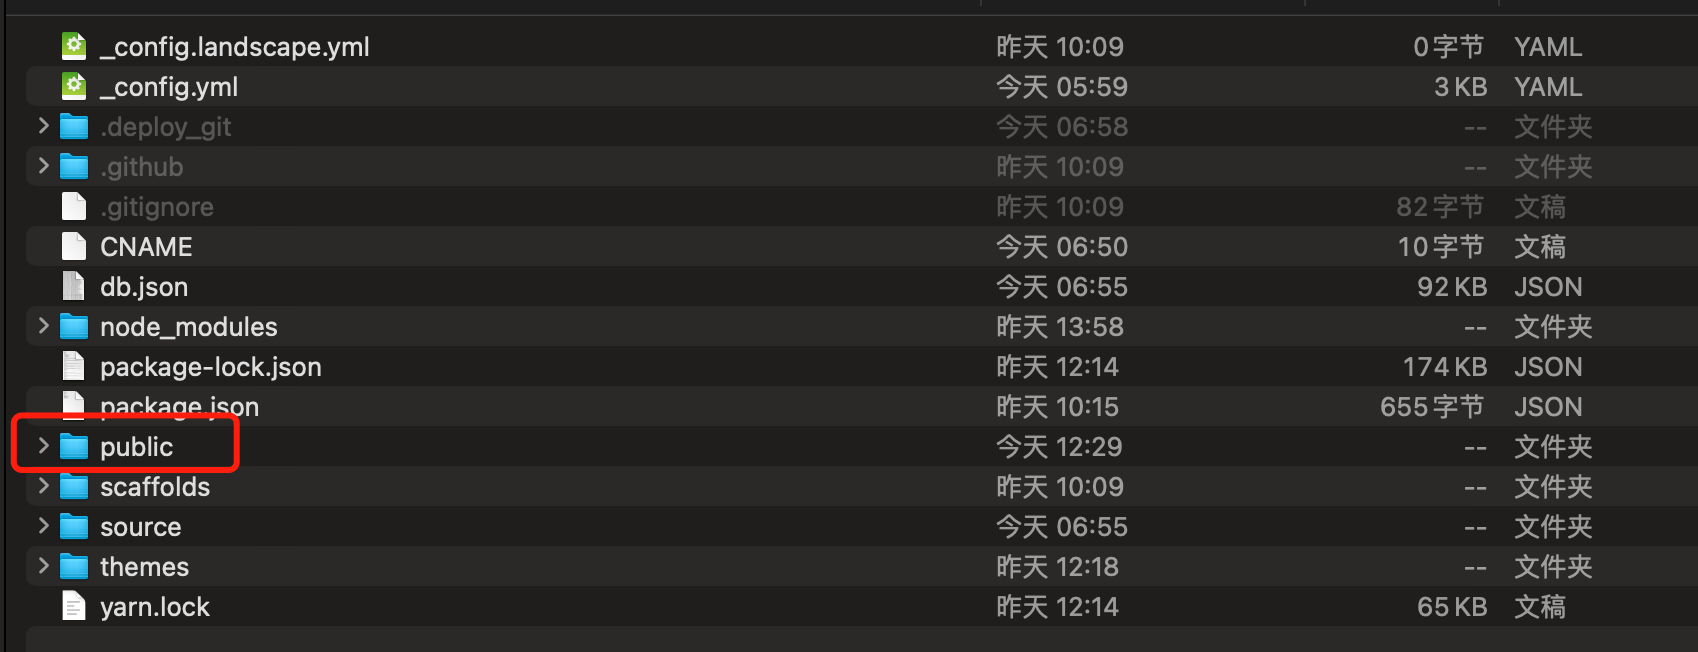 _config.landscape.yml 昨天 10:09 0字节 YAML
_config.yml 今天 05:59 3 KB YAML
.deploy_git 今天 06:58 -- 文件夹
.github 昨天 10:09 -- 文件夹
.gitignore 昨天 10:09 82字节 文稿
CNAME 今天 06:50 10字节 文稿
db.json 今天 06:55 92 KB JSON
node_modules 昨天 13:58 -- 文件夹
package-lock.json 昨天 12:14 174 KB JSON
package.json 昨天 10:15 655字节 JSON
public 今天 12:29 -- 文件夹
scaffolds 昨天 10:09 -- 文件夹
source 今天 06:55 -- 文件夹
themes 昨天 12:18 -- 文件夹
yarn.lock 昨天 12:14 65 KB 文稿